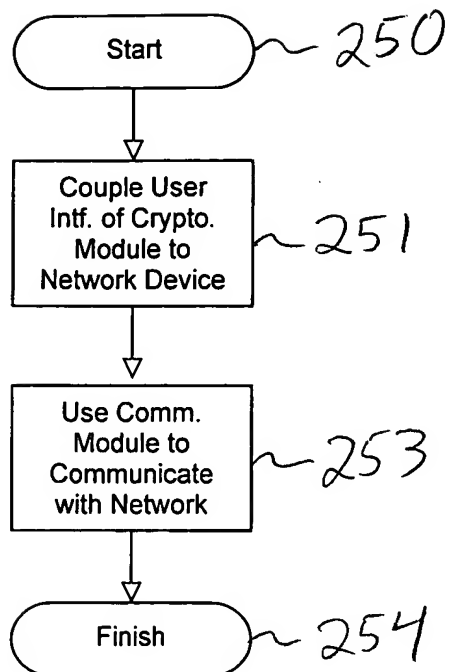 Start
250
Couple User
Intf. of Crypto.
Module to
Network Device
251
Use Comm.
Module to
Communicate
with Network
253
Finish
254